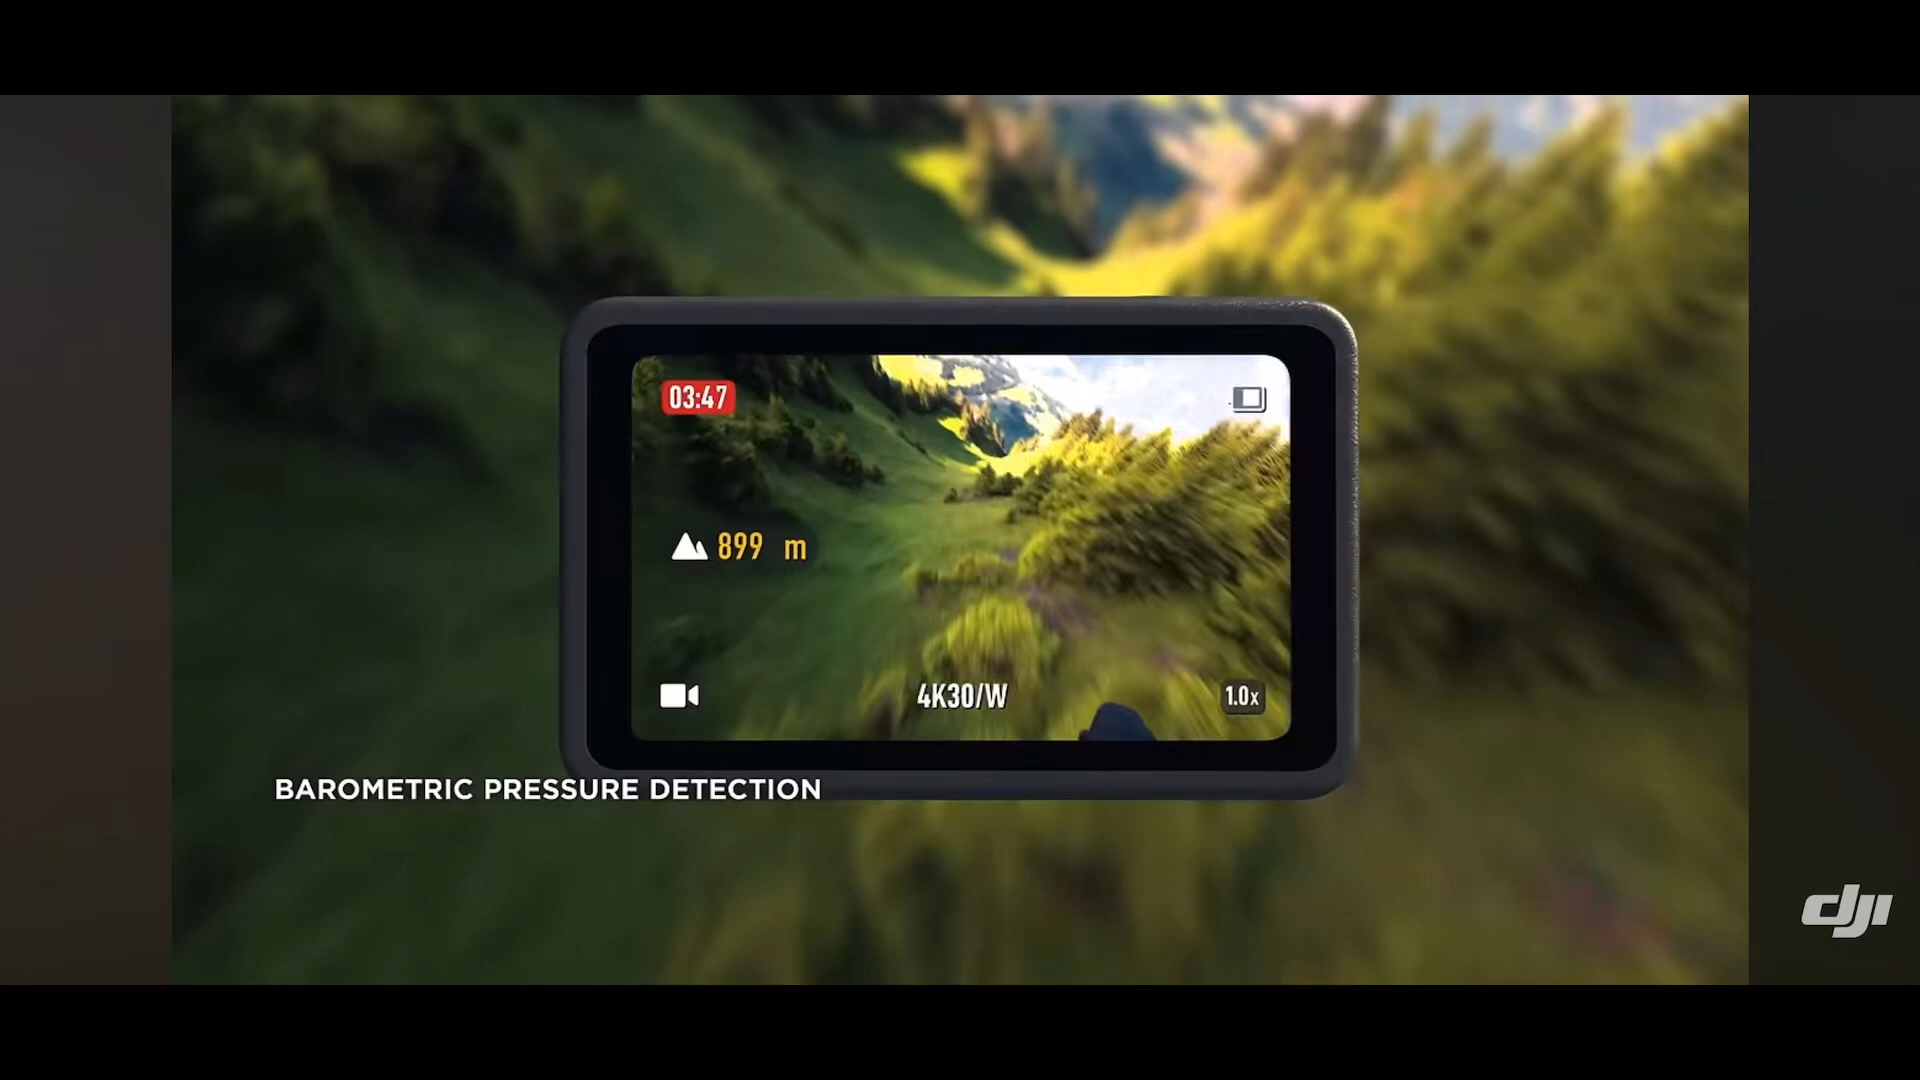 03:47
899 m
4K30/W
1.0x
BAROMETRIC PRESSURE DETECTION
dji